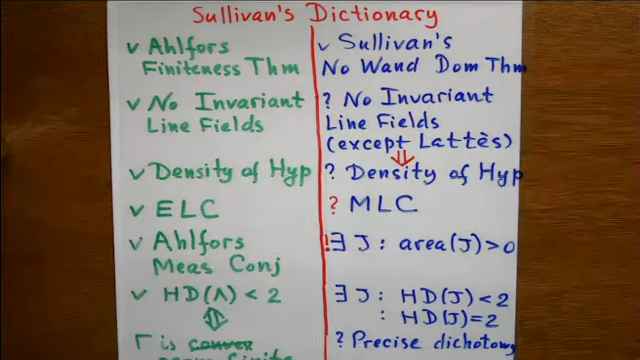 Sullivan's Dictionary
✓ Ahlfors
Finiteness Thm
✓ Sullivan's
No Wand Dom Thm
✓ No Invariant
Line Fields
? No Invariant
Line Fields
(except Lattès)
⇓
✓ Density of Hyp
? Density of Hyp
✓ ELC
? MLC
✓ Ahlfors
Meas Conj
!∃ J : area(J)>0
✓ HD(Λ) < 2
⇕
Γ is
∃ J : HD(J) < 2
: HD(J) = 2
? Precise dichotomy